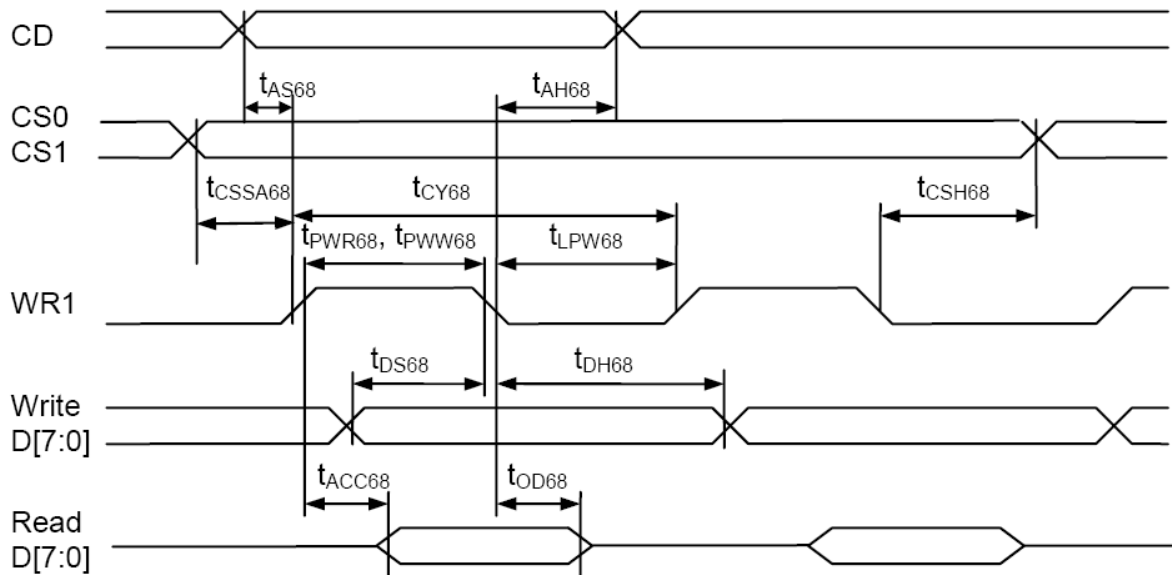 CD
tAS68 tAH68
CS0
CS1
tCSSA68 tCY68 tCSH68
tPWR68, tPWW68 tLPW68
WR1
tDS68 tDH68
Write
D[7:0]
tACC68 tOD68
Read
D[7:0]